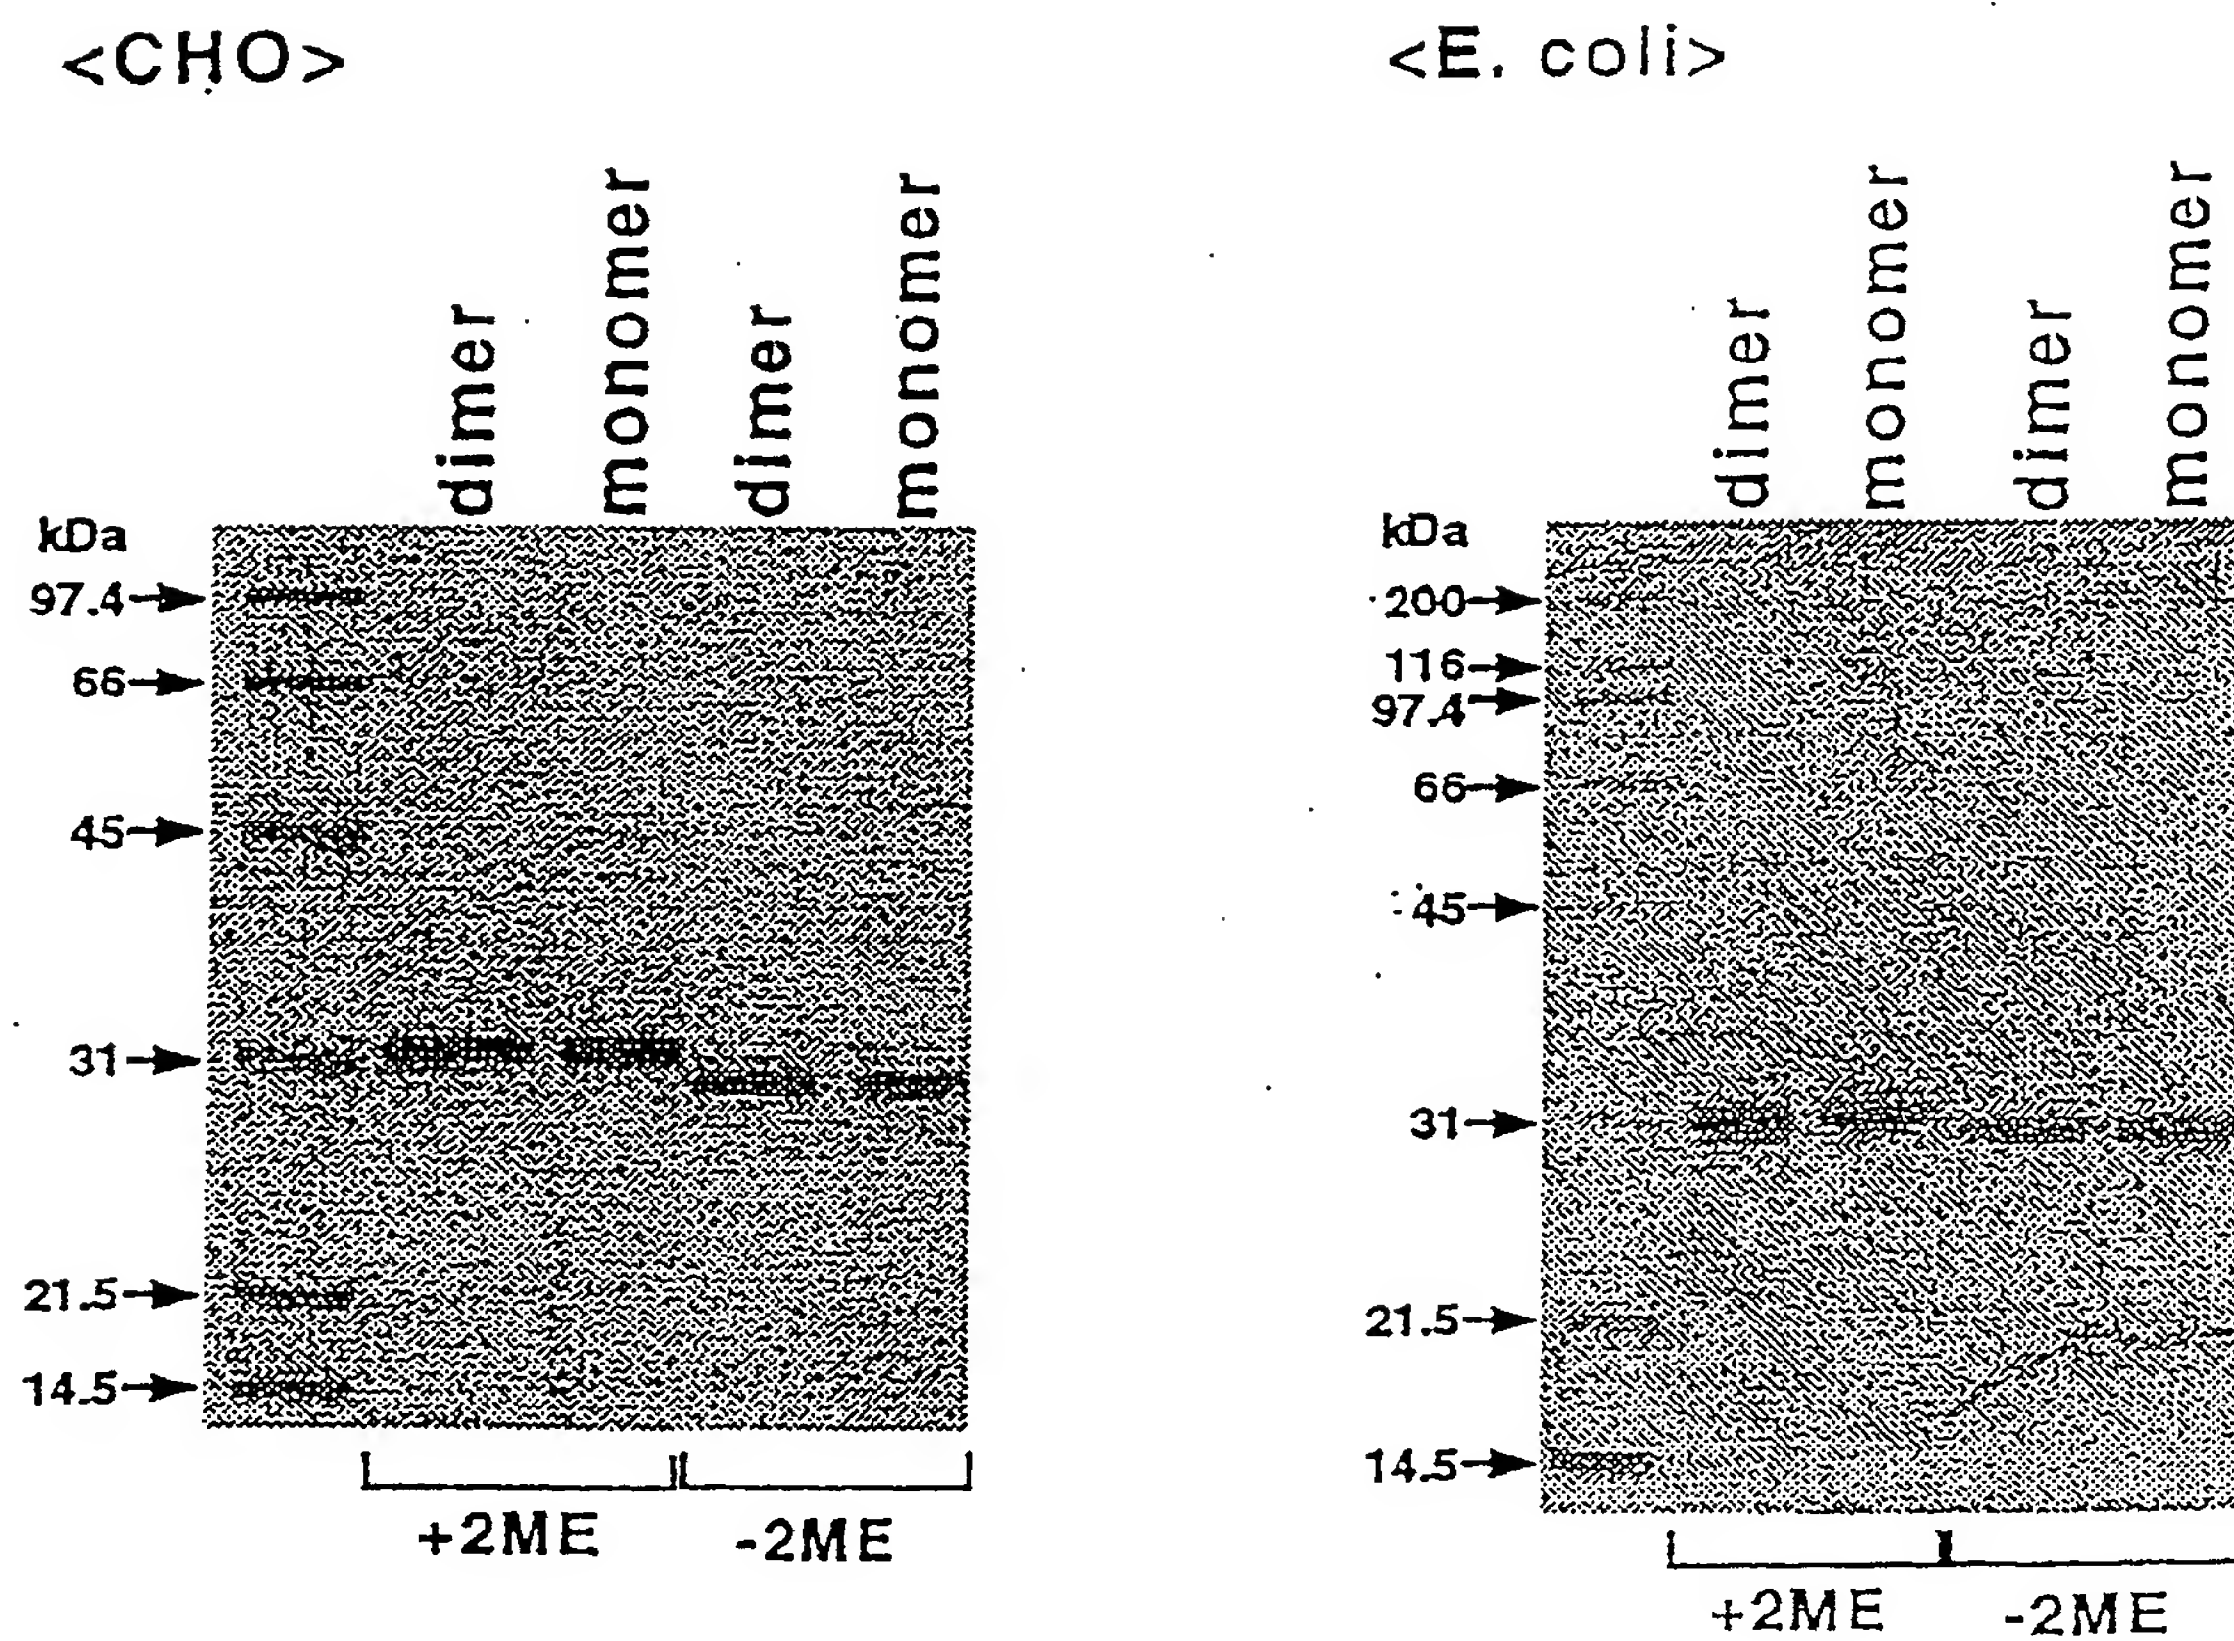 <CHO>
dimer
monomer
dimer
monomer
kDa
97.4
66
45
31
21.5
14.5
+2ME
-2ME
<E. coli>
dimer
monomer
dimer
monomer
kDa
200
116
97.4
66
45
31
21.5
14.5
+2ME
-2ME